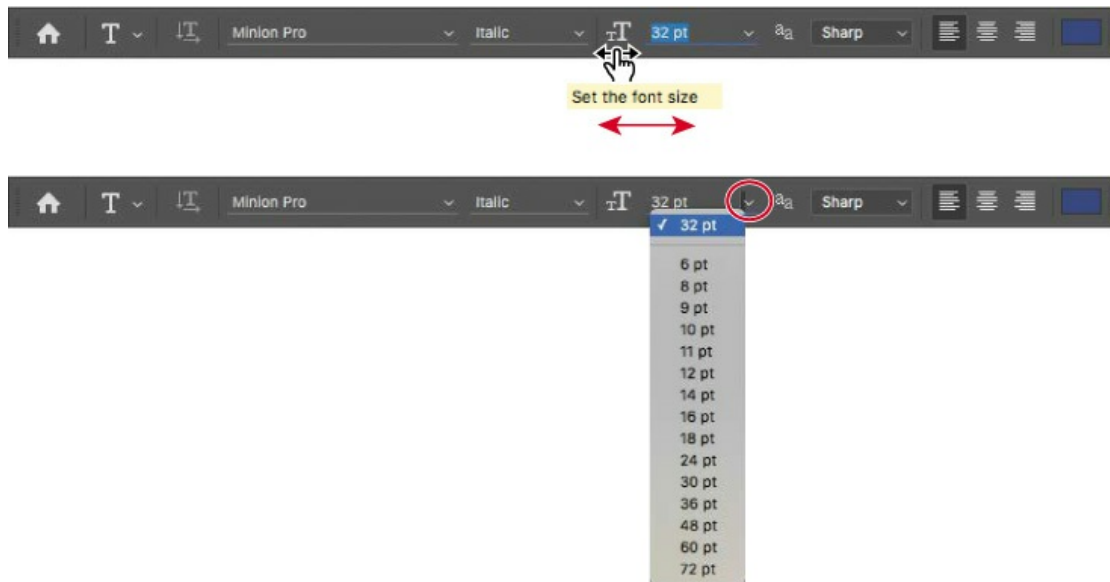 T Minion Pro Italic TT 32 pt aa Sharp
Set the font size
T Minion Pro Italic TT 32 pt aa Sharp
✓ 32 pt
6 pt
8 pt
9 pt
10 pt
11 pt
12 pt
14 pt
16 pt
18 pt
24 pt
30 pt
36 pt
48 pt
60 pt
72 pt